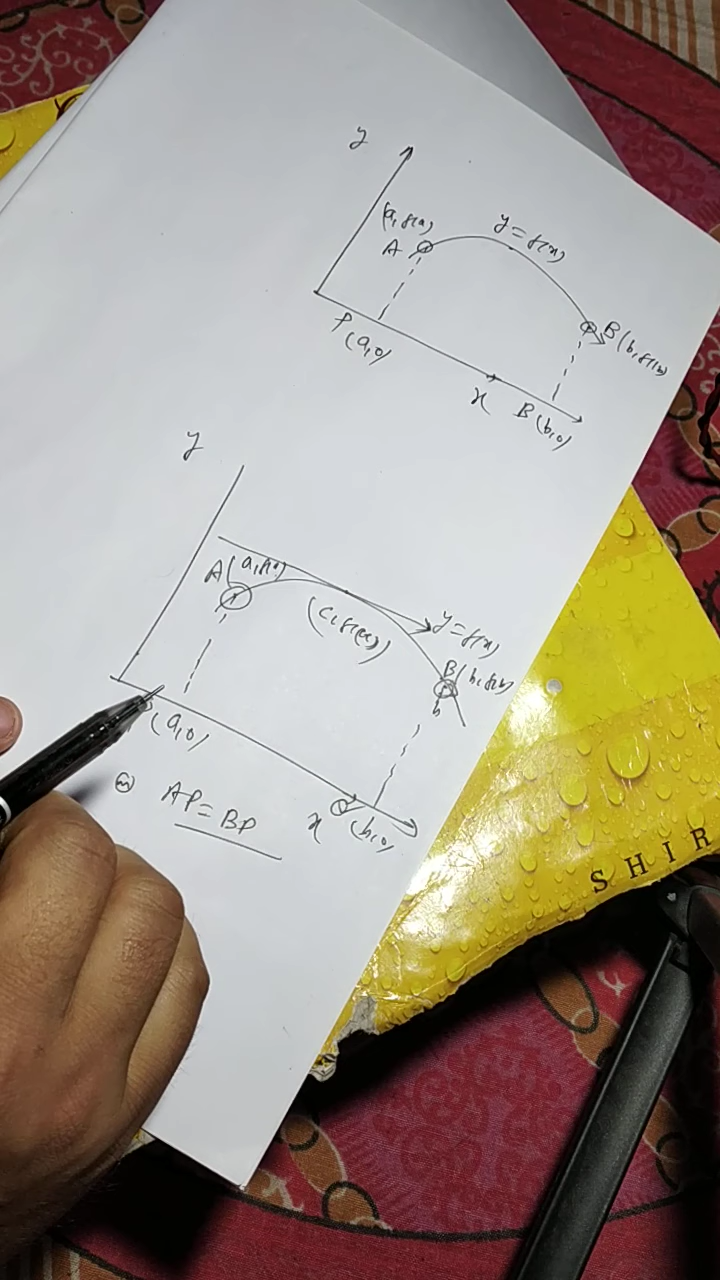 y
(a,f(a))
A
y=f(x)
B(b,f(b))
P
(a,0)
x
B(b,0)
y
A(a,f(a))
(c,f(c))
y=f(x)
B(b,f(b))
(a,0)
x
(b,0)
AP=BP
SHIR